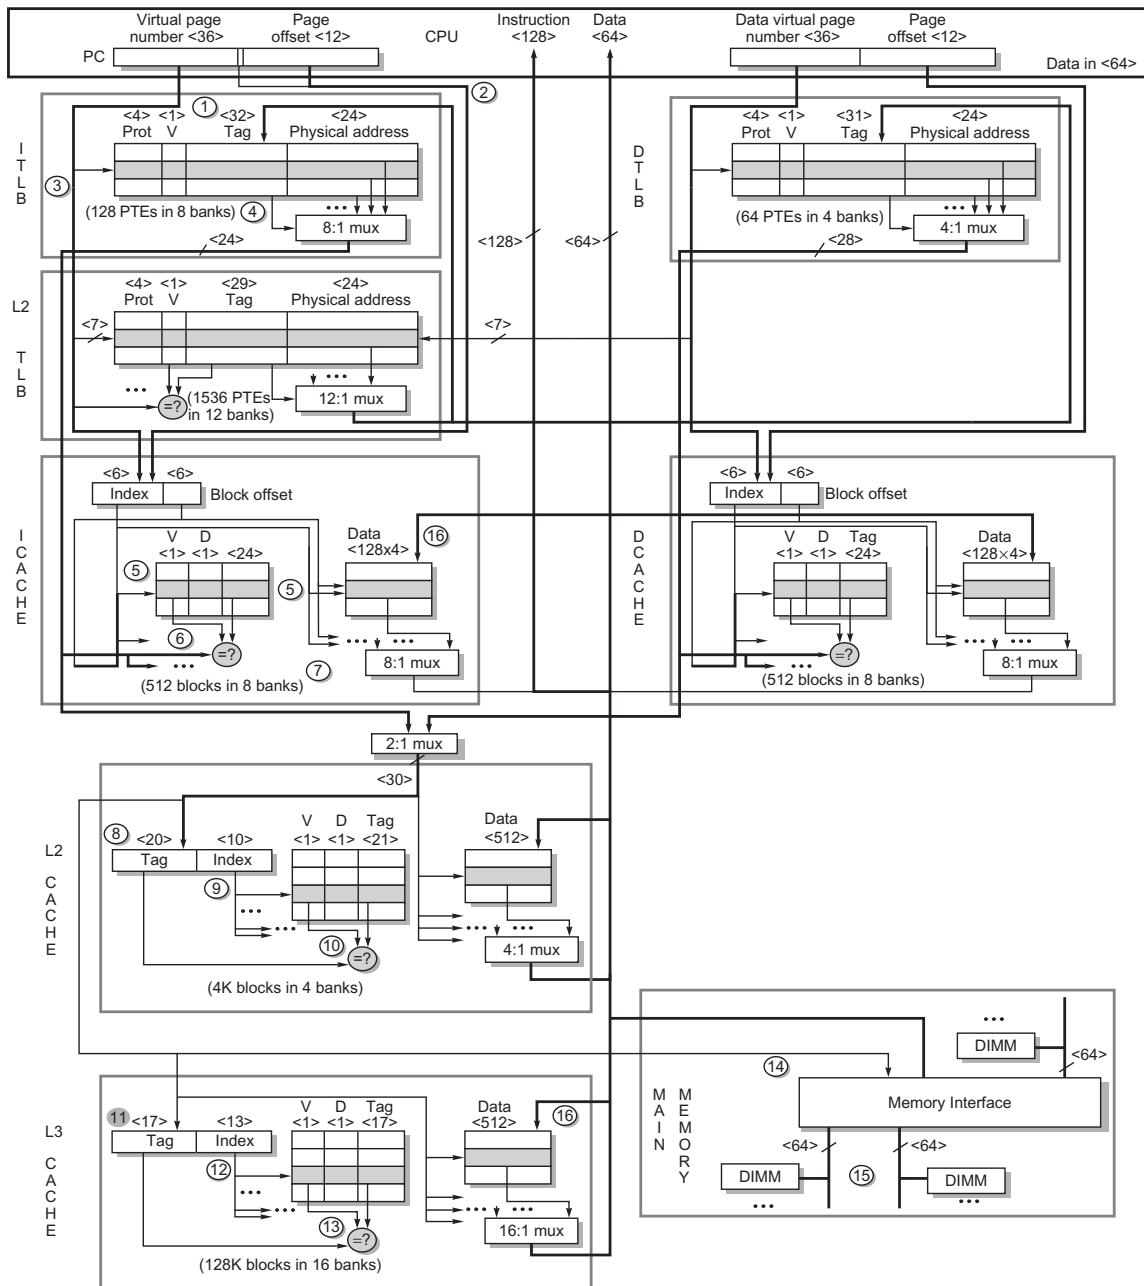 Virtual page
number <36>
Page
offset <12>
CPU
Instruction
<128>
Data
<64>
Data virtual page
number <36>
Page
offset <12>
PC
Data in <64>
2
1
ITLB
<4>
Prot
<1>
V
<32>
Tag
<24>
Physical address
3
(128 PTEs in 8 banks)
4
...
8:1 mux
<24>
DTLB
<4>
Prot
<1>
V
<31>
Tag
<24>
Physical address
(64 PTEs in 4 banks)
...
4:1 mux
<28>
<128>
<64>
L2 TLB
<4>
Prot
<1>
V
<29>
Tag
<24>
Physical address
<7>
<7>
...
=?
(1536 PTEs
in 12 banks)
...
12:1 mux
ICACHE
<6>
<6>
Index
Block offset
V
<1>
D
<1>
<24>
Data
<128x4>
16
5
5
6
=?
...
7
... ...
...
8:1 mux
(512 blocks in 8 banks)
DCACHE
<6>
<6>
Index
Block offset
V
<1>
D
<1>
Tag
<24>
Data
<128×4>
=?
...
... ...
...
8:1 mux
(512 blocks in 8 banks)
2:1 mux
<30>
L2 CACHE
8
<20>
<10>
Tag
Index
V
<1>
D
<1>
Tag
<21>
Data
<512>
9
...
...
10
=?
...
...
4:1 mux
(4K blocks in 4 banks)
MAIN MEMORY
14
...
DIMM
<64>
Memory Interface
<64>
<64>
15
DIMM
...
DIMM
...
L3 CACHE
11
<17>
<13>
Tag
Index
V
<1>
D
<1>
Tag
<17>
Data
<512>
16
12
...
...
13
=?
...
...
16:1 mux
(128K blocks in 16 banks)